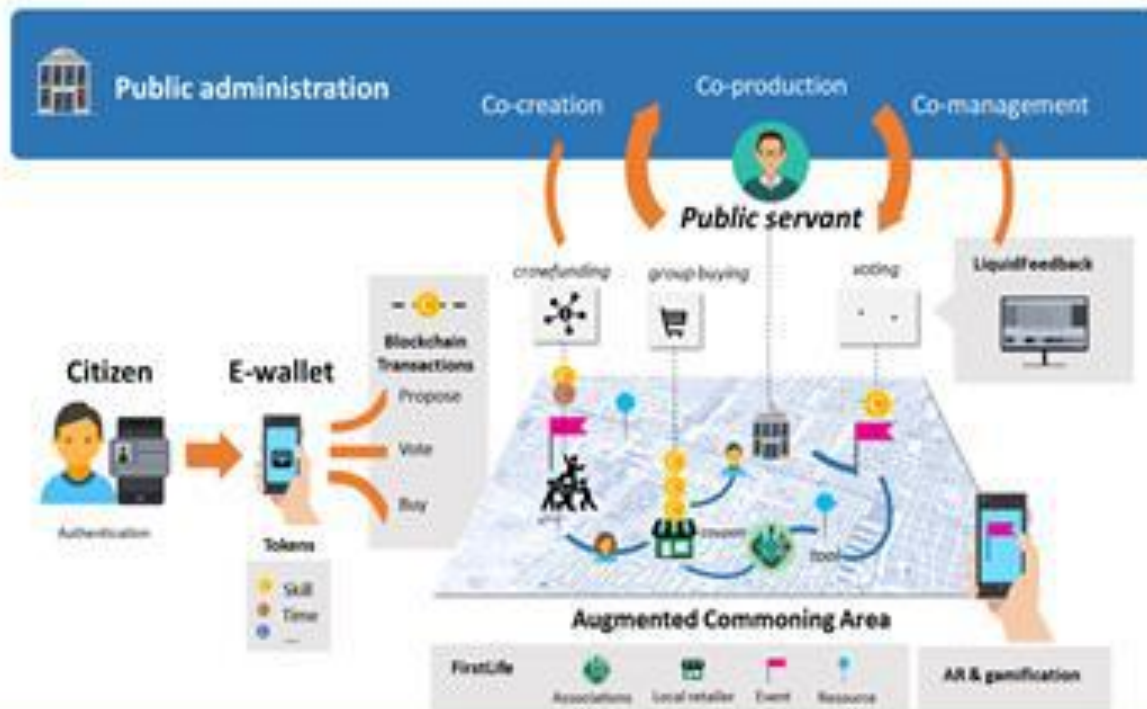 Public administration
Co-creation
Co-production
Co-management
Public servant
crowfunding
group buying
voting
LiquidFeedback
Blockchain
Transactions
Propose
Vote
Buy
Citizen
E-wallet
Authentication
Tokens
Skill
Time
...
coupon
tool
Augmented Commoning Area
FirstLife
Associations
Local retailer
Event
Resource
AR & gamification